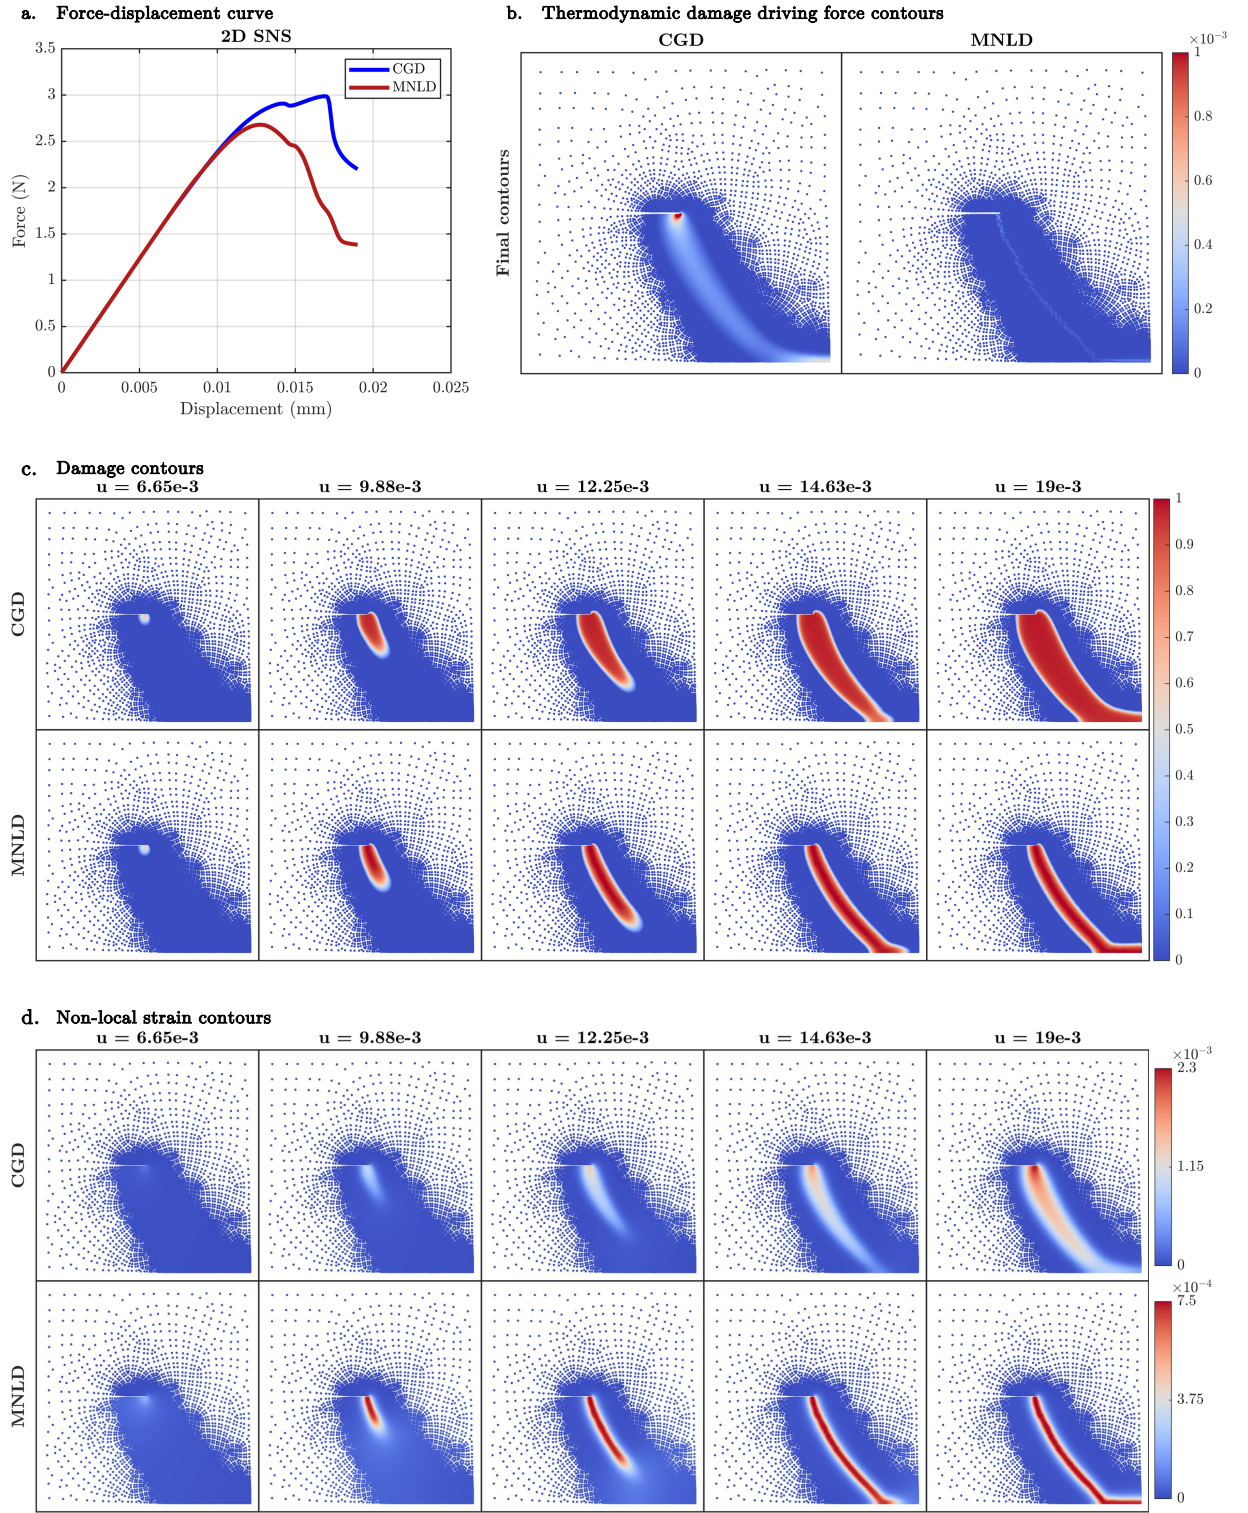 a. Force-displacement curve
2D SNS
3.5
3
2.5
2
1.5
1
0.5
0
Force (N)
0 0.005 0.01 0.015 0.02 0.025
Displacement (mm)
CGD
MNLD
b. Thermodynamic damage driving force contours
CGD MNLD
Final contours
×10⁻³
1
0.8
0.6
0.4
0.2
0
c. Damage contours
u = 6.65e-3 u = 9.88e-3 u = 12.25e-3 u = 14.63e-3 u = 19e-3
CGD
MNLD
1
0.9
0.8
0.7
0.6
0.5
0.4
0.3
0.2
0.1
0
d. Non-local strain contours
u = 6.65e-3 u = 9.88e-3 u = 12.25e-3 u = 14.63e-3 u = 19e-3
CGD
×10⁻³
2.3
1.15
0
MNLD
×10⁻⁴
7.5
3.75
0